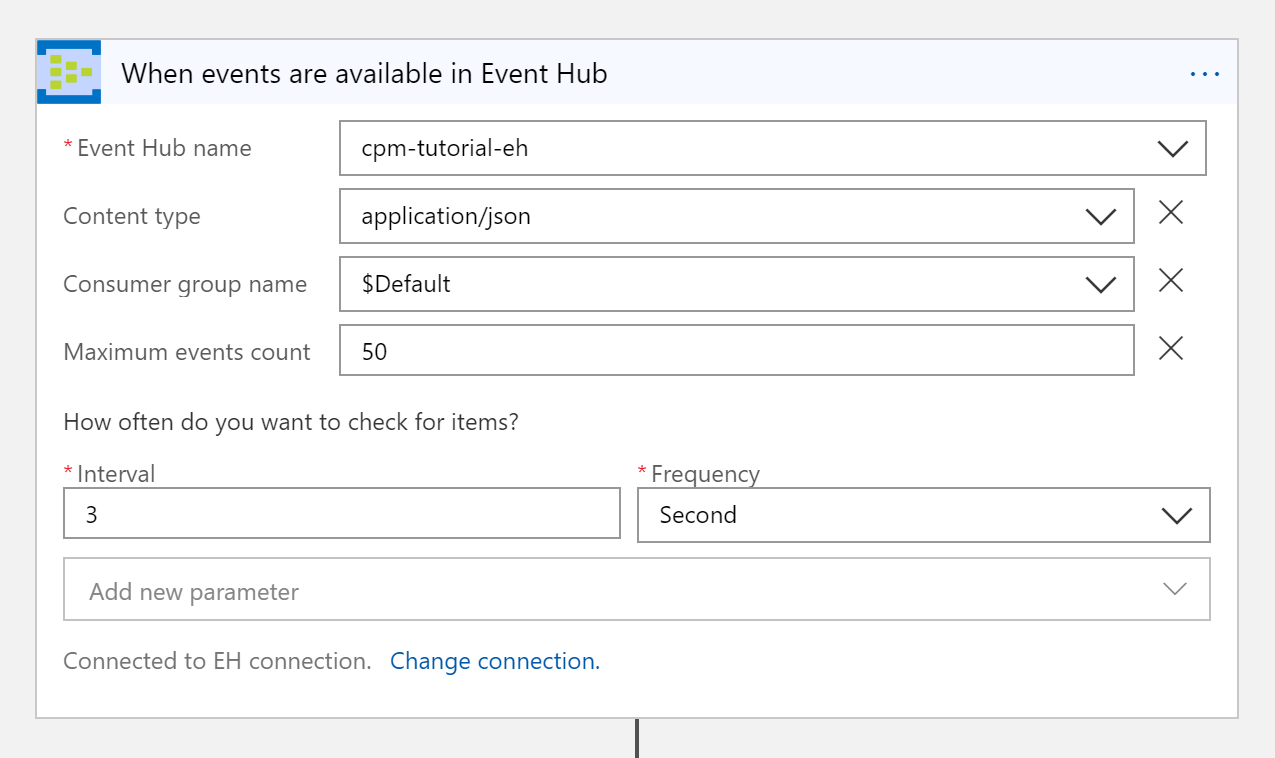 When events are available in Event Hub
...
* Event Hub name
cpm-tutorial-eh
Content type
application/json
Consumer group name
$Default
Maximum events count
50
How often do you want to check for items?
* Interval
* Frequency
3
Second
Add new parameter
Connected to EH connection. Change connection.